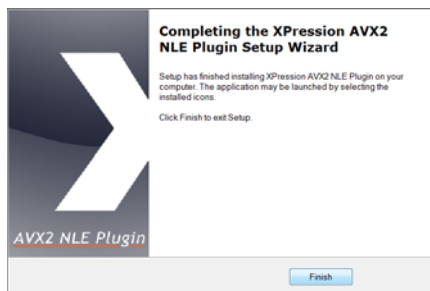 Completing the XPression AVX2
NLE Plugin Setup Wizard
Setup has finished installing XPression AVX2 NLE Plugin on your
computer. The application may be launched by selecting the
installed icons.
Click Finish to exit Setup.
AVX2 NLE Plugin
Finish